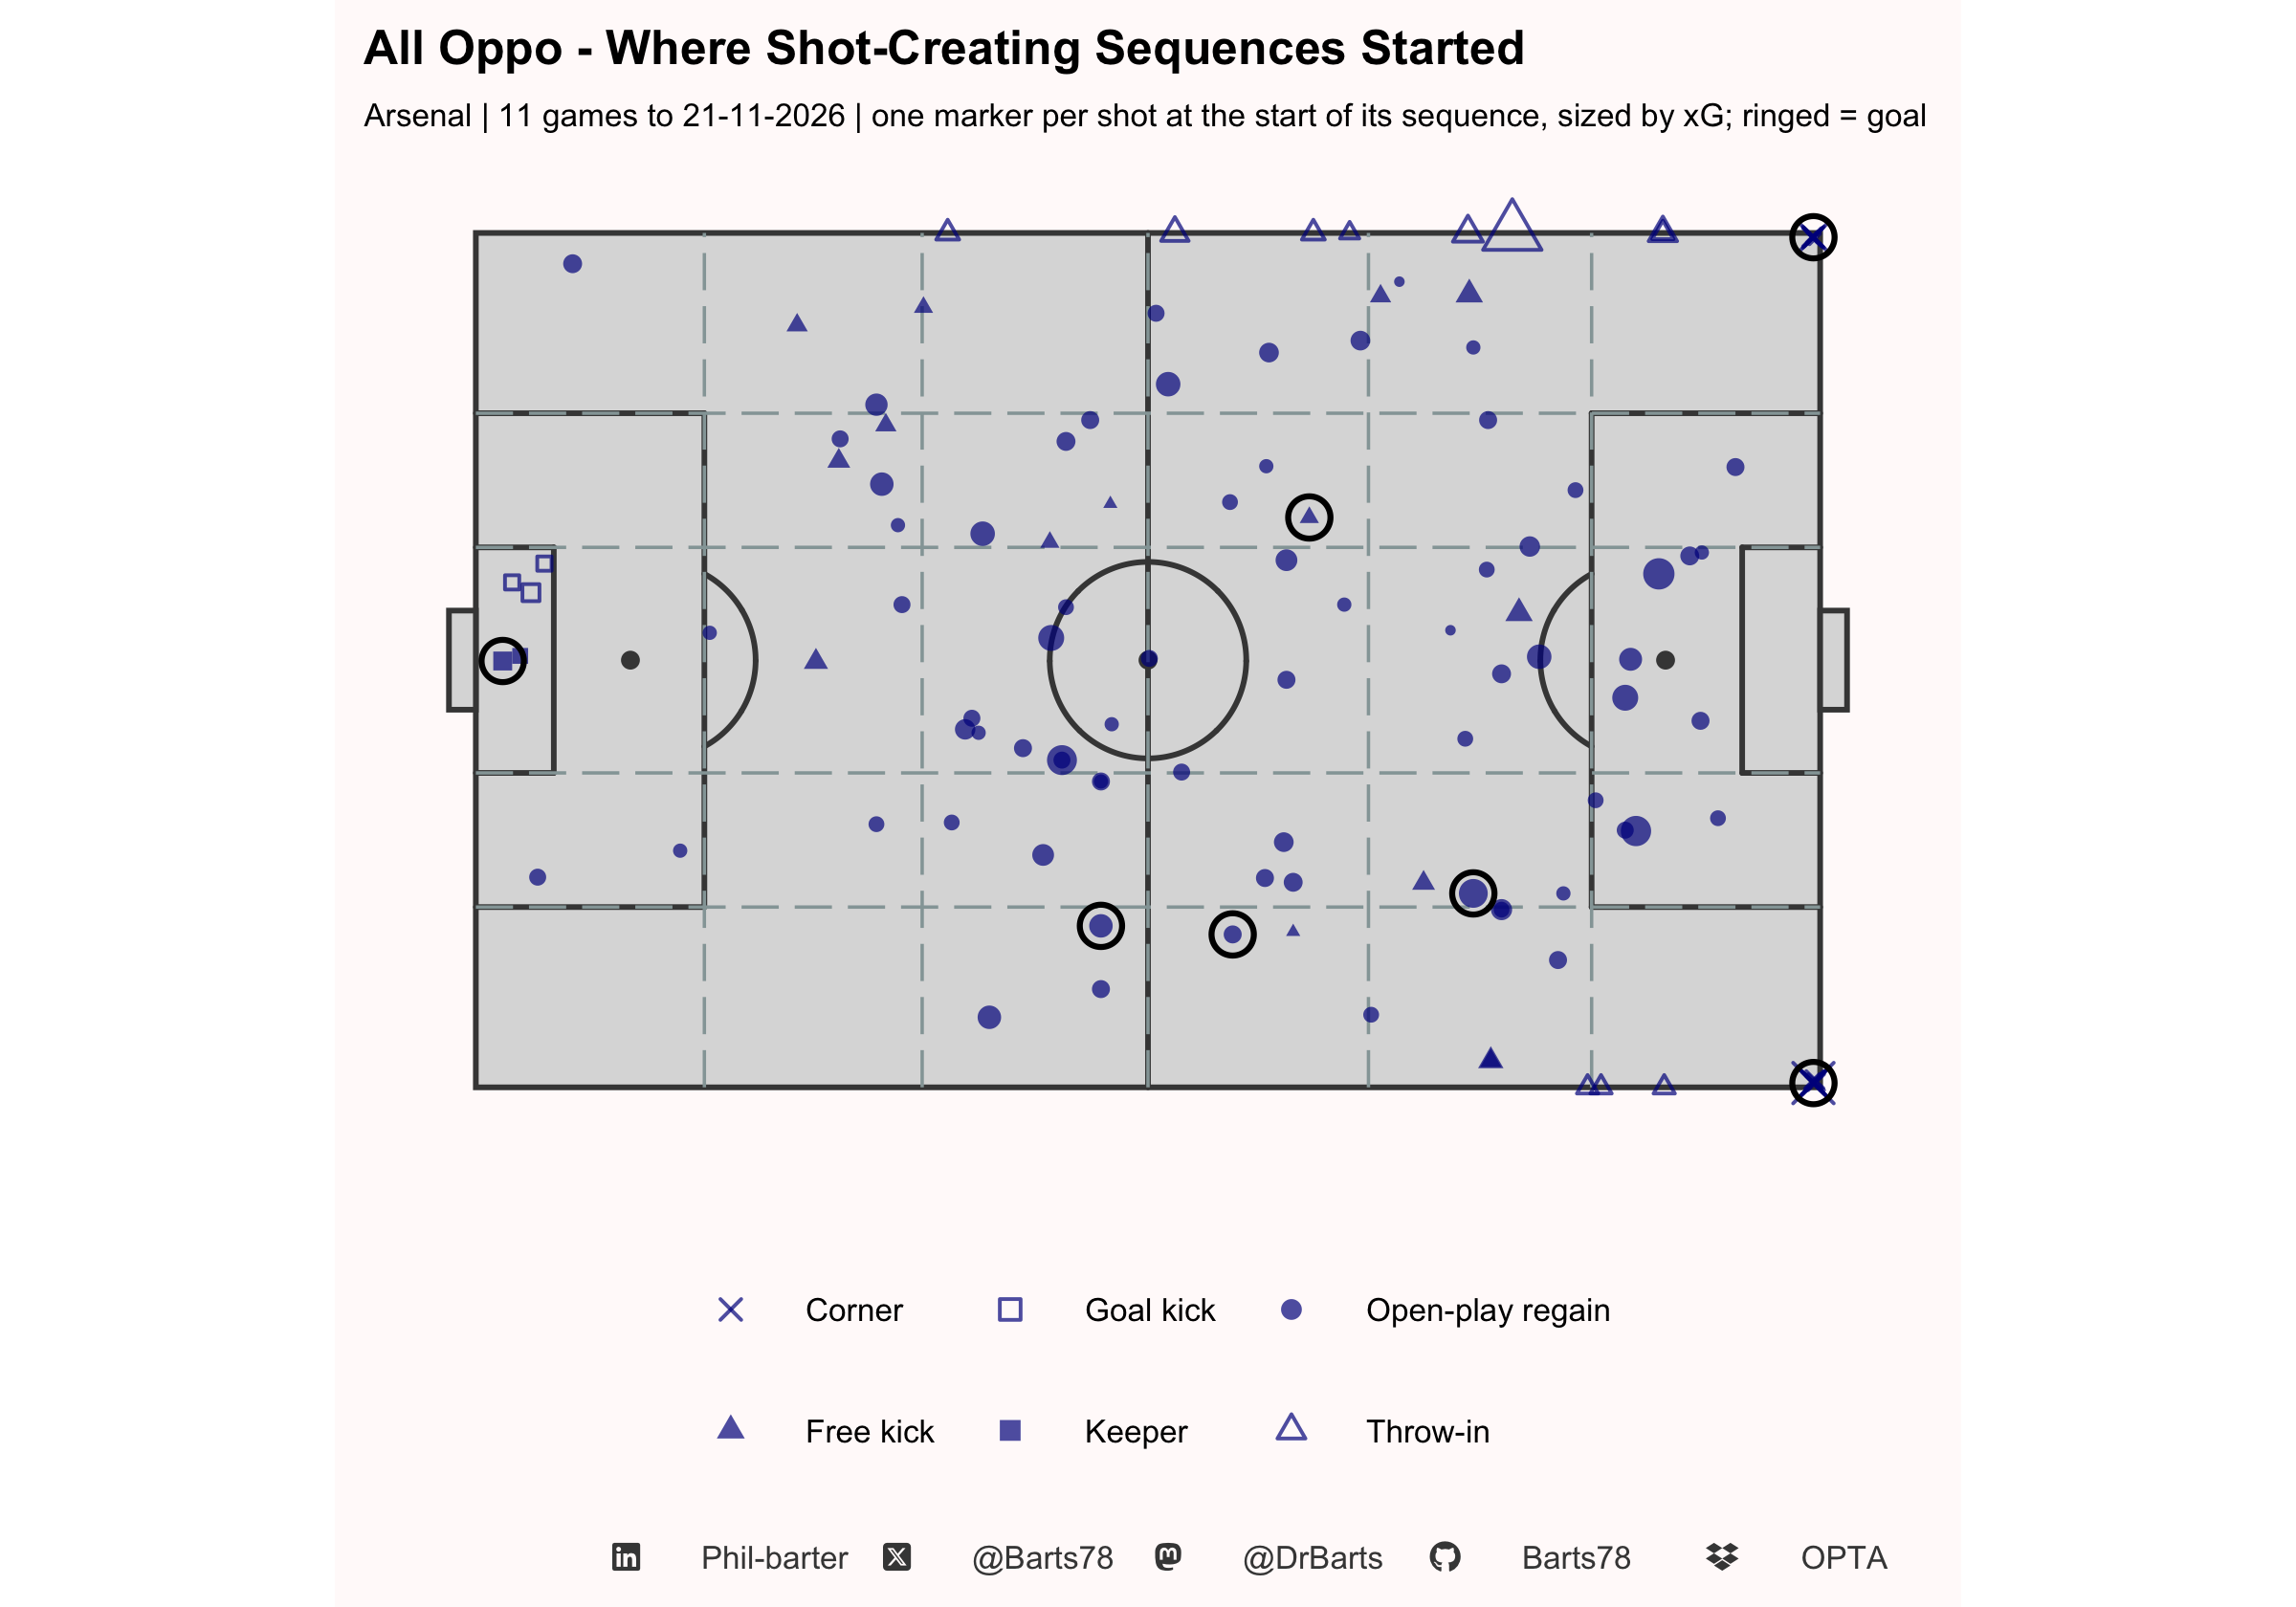 All Oppo - Where Shot-Creating Sequences Started
Arsenal | 11 games to 21-11-2026 | one marker per shot at the start of its sequence, sized by xG; ringed = goal
Corner
Goal kick
Open-play regain
Free kick
Keeper
Throw-in
Phil-barter
@Barts78
@DrBarts
Barts78
OPTA